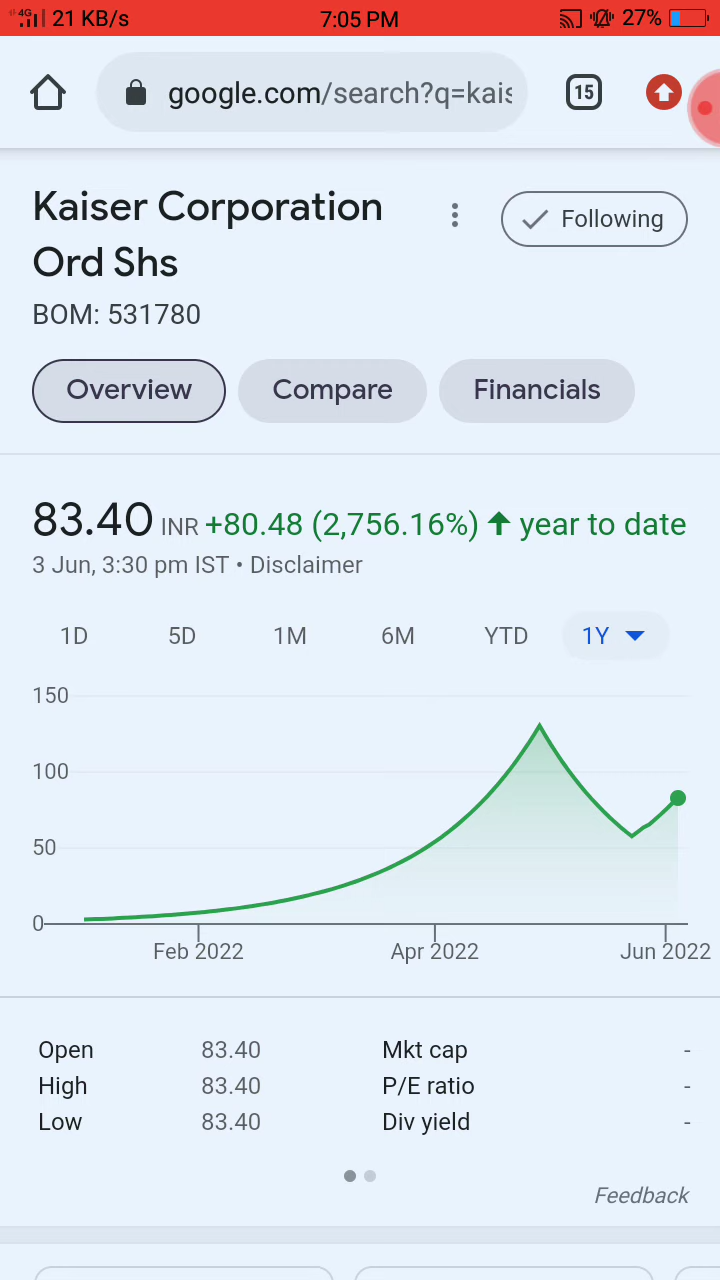 4G 21 KB/s 7:05 PM 27%
google.com/search?q=kais 15
Kaiser Corporation
Ord Shs
Following
BOM: 531780
Overview Compare Financials
83.40 INR +80.48 (2,756.16%) year to date
3 Jun, 3:30 pm IST • Disclaimer
1D 5D 1M 6M YTD 1Y
150
100
50
0
Feb 2022 Apr 2022 Jun 2022
Open 83.40 Mkt cap -
High 83.40 P/E ratio -
Low 83.40 Div yield -
Feedback